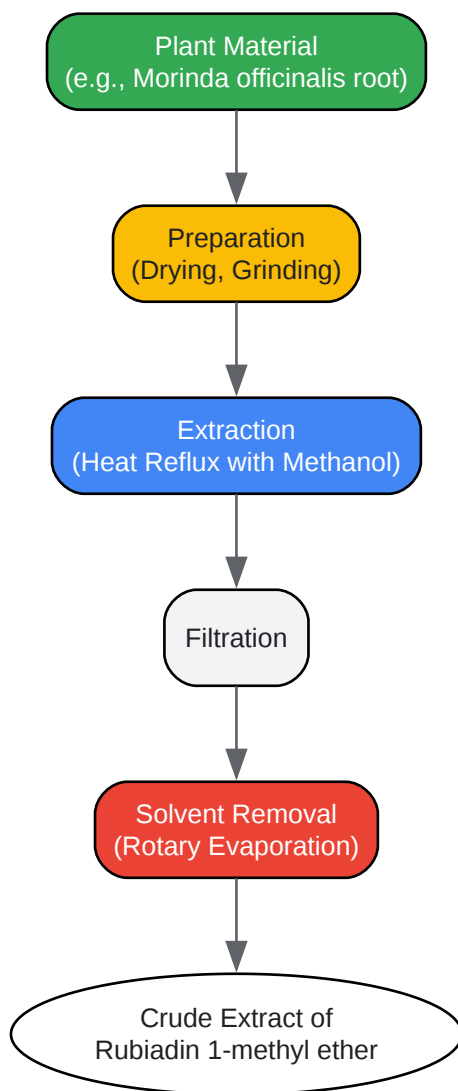 Plant Material
(e.g., Morinda officinalis root)
Preparation
(Drying, Grinding)
Extraction
(Heat Reflux with Methanol)
Filtration
Solvent Removal
(Rotary Evaporation)
Crude Extract of
Rubiadin 1-methyl ether